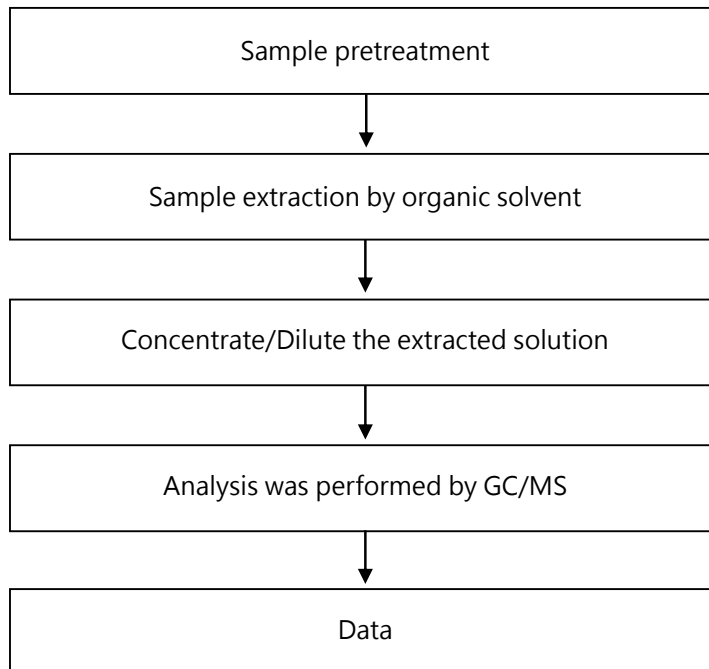 Sample pretreatment
Sample extraction by organic solvent
Concentrate/Dilute the extracted solution
Analysis was performed by GC/MS
Data